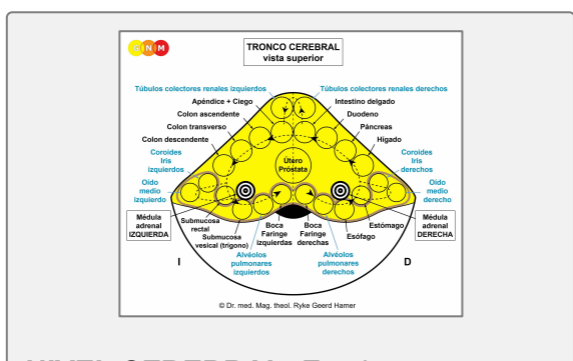 GNM
TRONCO CEREBRAL
vista superior
Túbulos colectores renales izquierdos
Túbulos colectores renales derechos
Apéndice + Ciego
Intestino delgado
Colon ascendente
Duodeno
Colon transverso
Páncreas
Colon descendente
Hígado
Coroides
Iris
izquierdos
Coroides
Iris
derechos
Útero
Próstata
Oído
medio
izquierdo
Oído
medio
derecho
Médula
adrenal
IZQUIERDA
Submucosa
rectal
Submucosa
vesical (trígono)
Boca
Faringe
izquierdas
Boca
Faringe
derechas
Esófago
Estómago
Médula
adrenal
DERECHA
Alvéolos
pulmonares
izquierdos
Alvéolos
pulmonares
derechos
I
D
© Dr. med. Mag. theol. Ryke Geerd Hamer